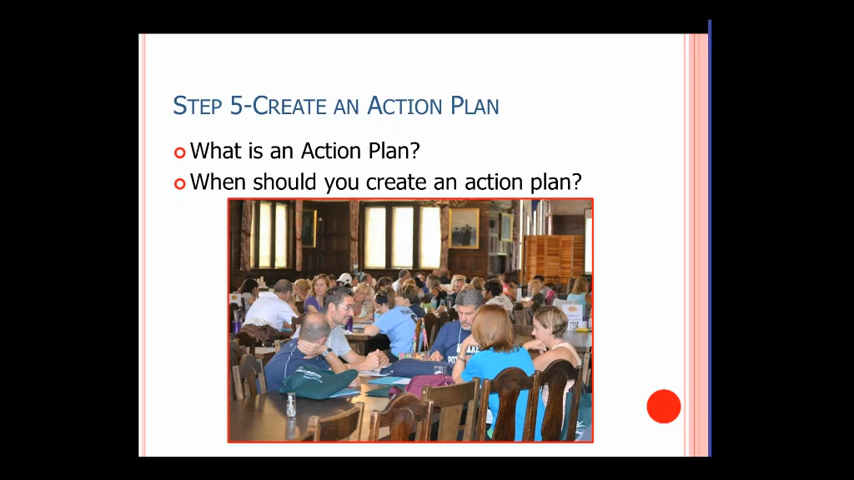 Step 5-Create an Action Plan
What is an Action Plan?
When should you create an action plan?